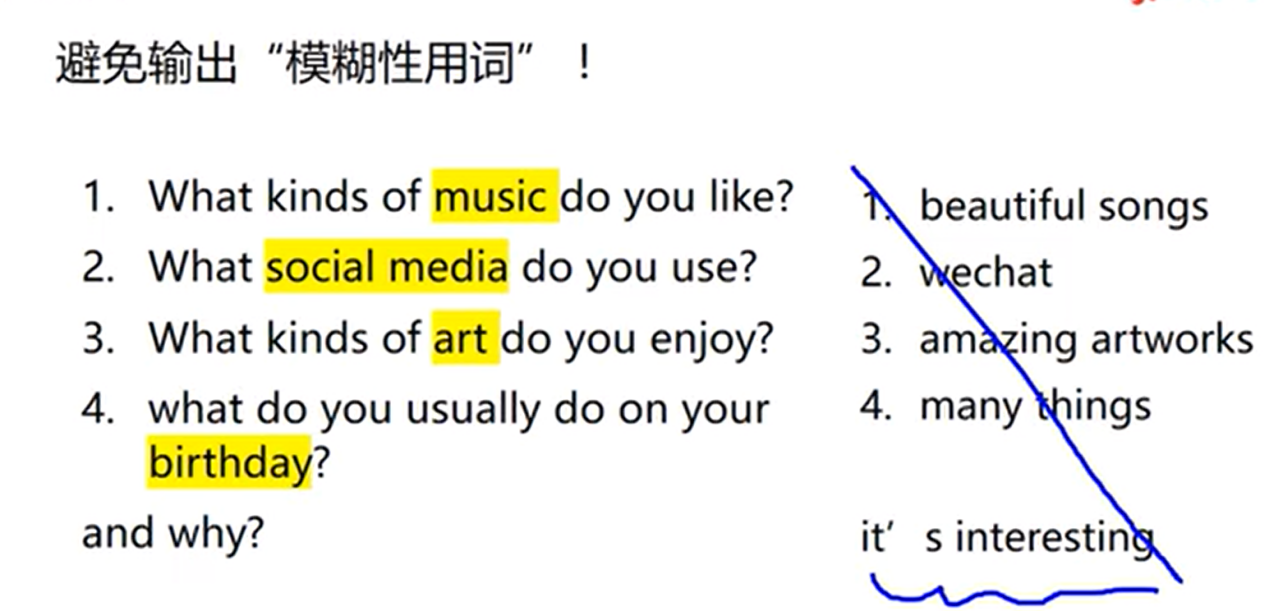 避免输出“模糊性用词”！
1. What kinds of music do you like?
2. What social media do you use?
3. What kinds of art do you enjoy?
4. what do you usually do on your
birthday?
and why?
1. beautiful songs
2. wechat
3. amazing artworks
4. many things
it’s interesting